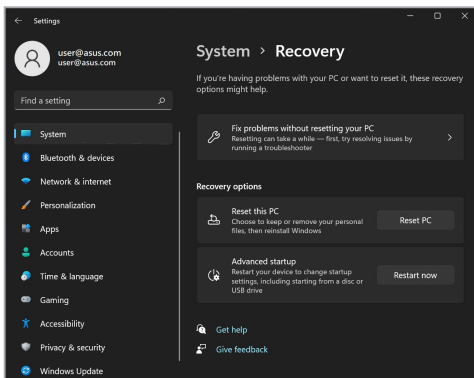 Settings
user@asus.com
user@asus.com
Find a setting
System
Bluetooth & devices
Network & internet
Personalization
Apps
Accounts
Time & language
Gaming
Accessibility
Privacy & security
Windows Update
System > Recovery
If you're having problems with your PC or want to reset it, these recovery
options might help.
Fix problems without resetting your PC
Resetting can take a while — first, try resolving issues by
running a troubleshooter
Recovery options
Reset this PC
Choose to keep or remove your personal
files, then reinstall Windows
Reset PC
Advanced startup
Restart your device to change startup
settings, including starting from a disc or
USB drive
Restart now
Get help
Give feedback